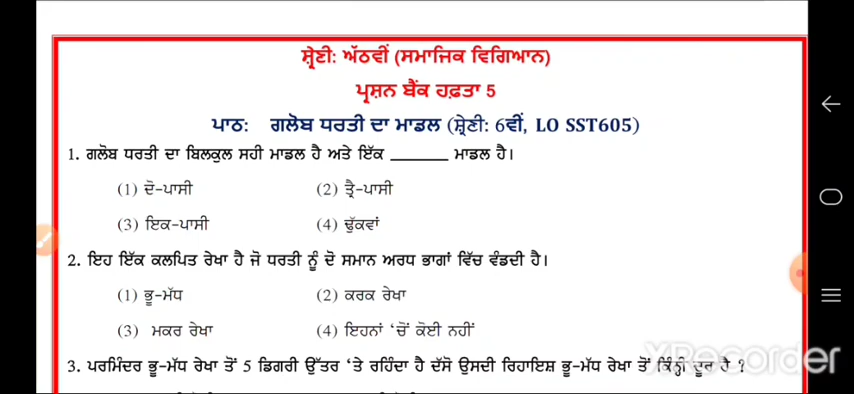 ਸ਼੍ਰੇਣੀ: ਅੱਠਵੀਂ (ਸਮਾਜਿਕ ਵਿਗਿਆਨ)
ਪ੍ਰਸ਼ਨ ਬੈਂਕ ਹਫ਼ਤਾ 5
ਪਾਠ: ਗਲੋਬ ਧਰਤੀ ਦਾ ਮਾਡਲ (ਸ਼੍ਰੇਣੀ: 6ਵੀਂ, LO SST605)
1. ਗਲੋਬ ਧਰਤੀ ਦਾ ਬਿਲਕੁਲ ਸਹੀ ਮਾਡਲ ਹੈ ਅਤੇ ਇੱਕ _______ ਮਾਡਲ ਹੈ।
(1) ਦੋ-ਪਾਸੀ (2) ਤ੍ਰੈ-ਪਾਸੀ
(3) ਇਕ-ਪਾਸੀ (4) ਢੁੱਕਵਾਂ
2. ਇਹ ਇੱਕ ਕਲਪਿਤ ਰੇਖਾ ਹੈ ਜੋ ਧਰਤੀ ਨੂੰ ਦੋ ਸਮਾਨ ਅਰਧ ਭਾਗਾਂ ਵਿੱਚ ਵੰਡਦੀ ਹੈ।
(1) ਭੂ-ਮੱਧ (2) ਕਰਕ ਰੇਖਾ
(3) ਮਕਰ ਰੇਖਾ (4) ਇਹਨਾਂ ‘ਚੋਂ ਕੋਈ ਨਹੀਂ
3. ਪਰਮਿੰਦਰ ਭੂ-ਮੱਧ ਰੇਖਾ ਤੋਂ 5 ਡਿਗਰੀ ਉੱਤਰ ‘ਤੇ ਰਹਿੰਦਾ ਹੈ ਦੱਸੋ ਉਸਦੀ ਰਿਹਾਇਸ਼ ਭੂ-ਮੱਧ ਰੇਖਾ ਤੋਂ ਕਿੰਨ੍ਹੀ ਦੂਰ ਹੈ ?
XRecorder